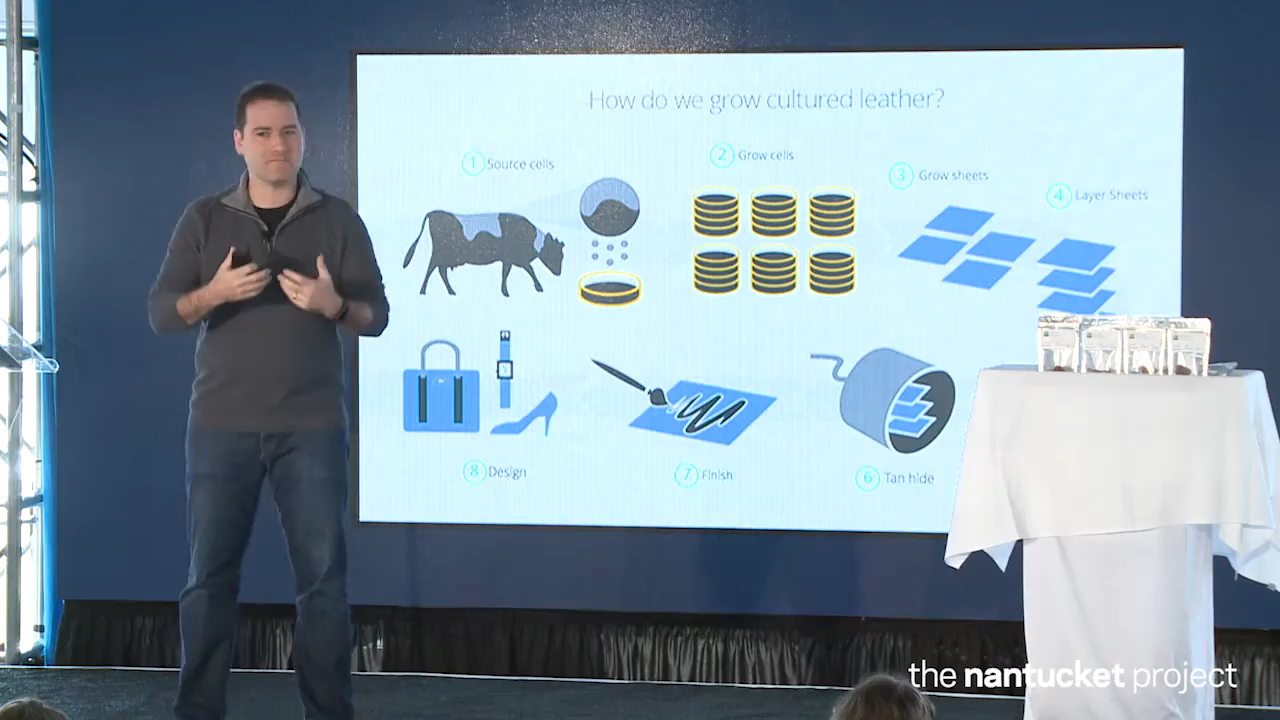 How do we grow cultured leather?
1 Source cells
2 Grow cells
3 Grow sheets
4 Layer Sheets
8 Design
7 Finish
6 Tan hide
the nantucket project